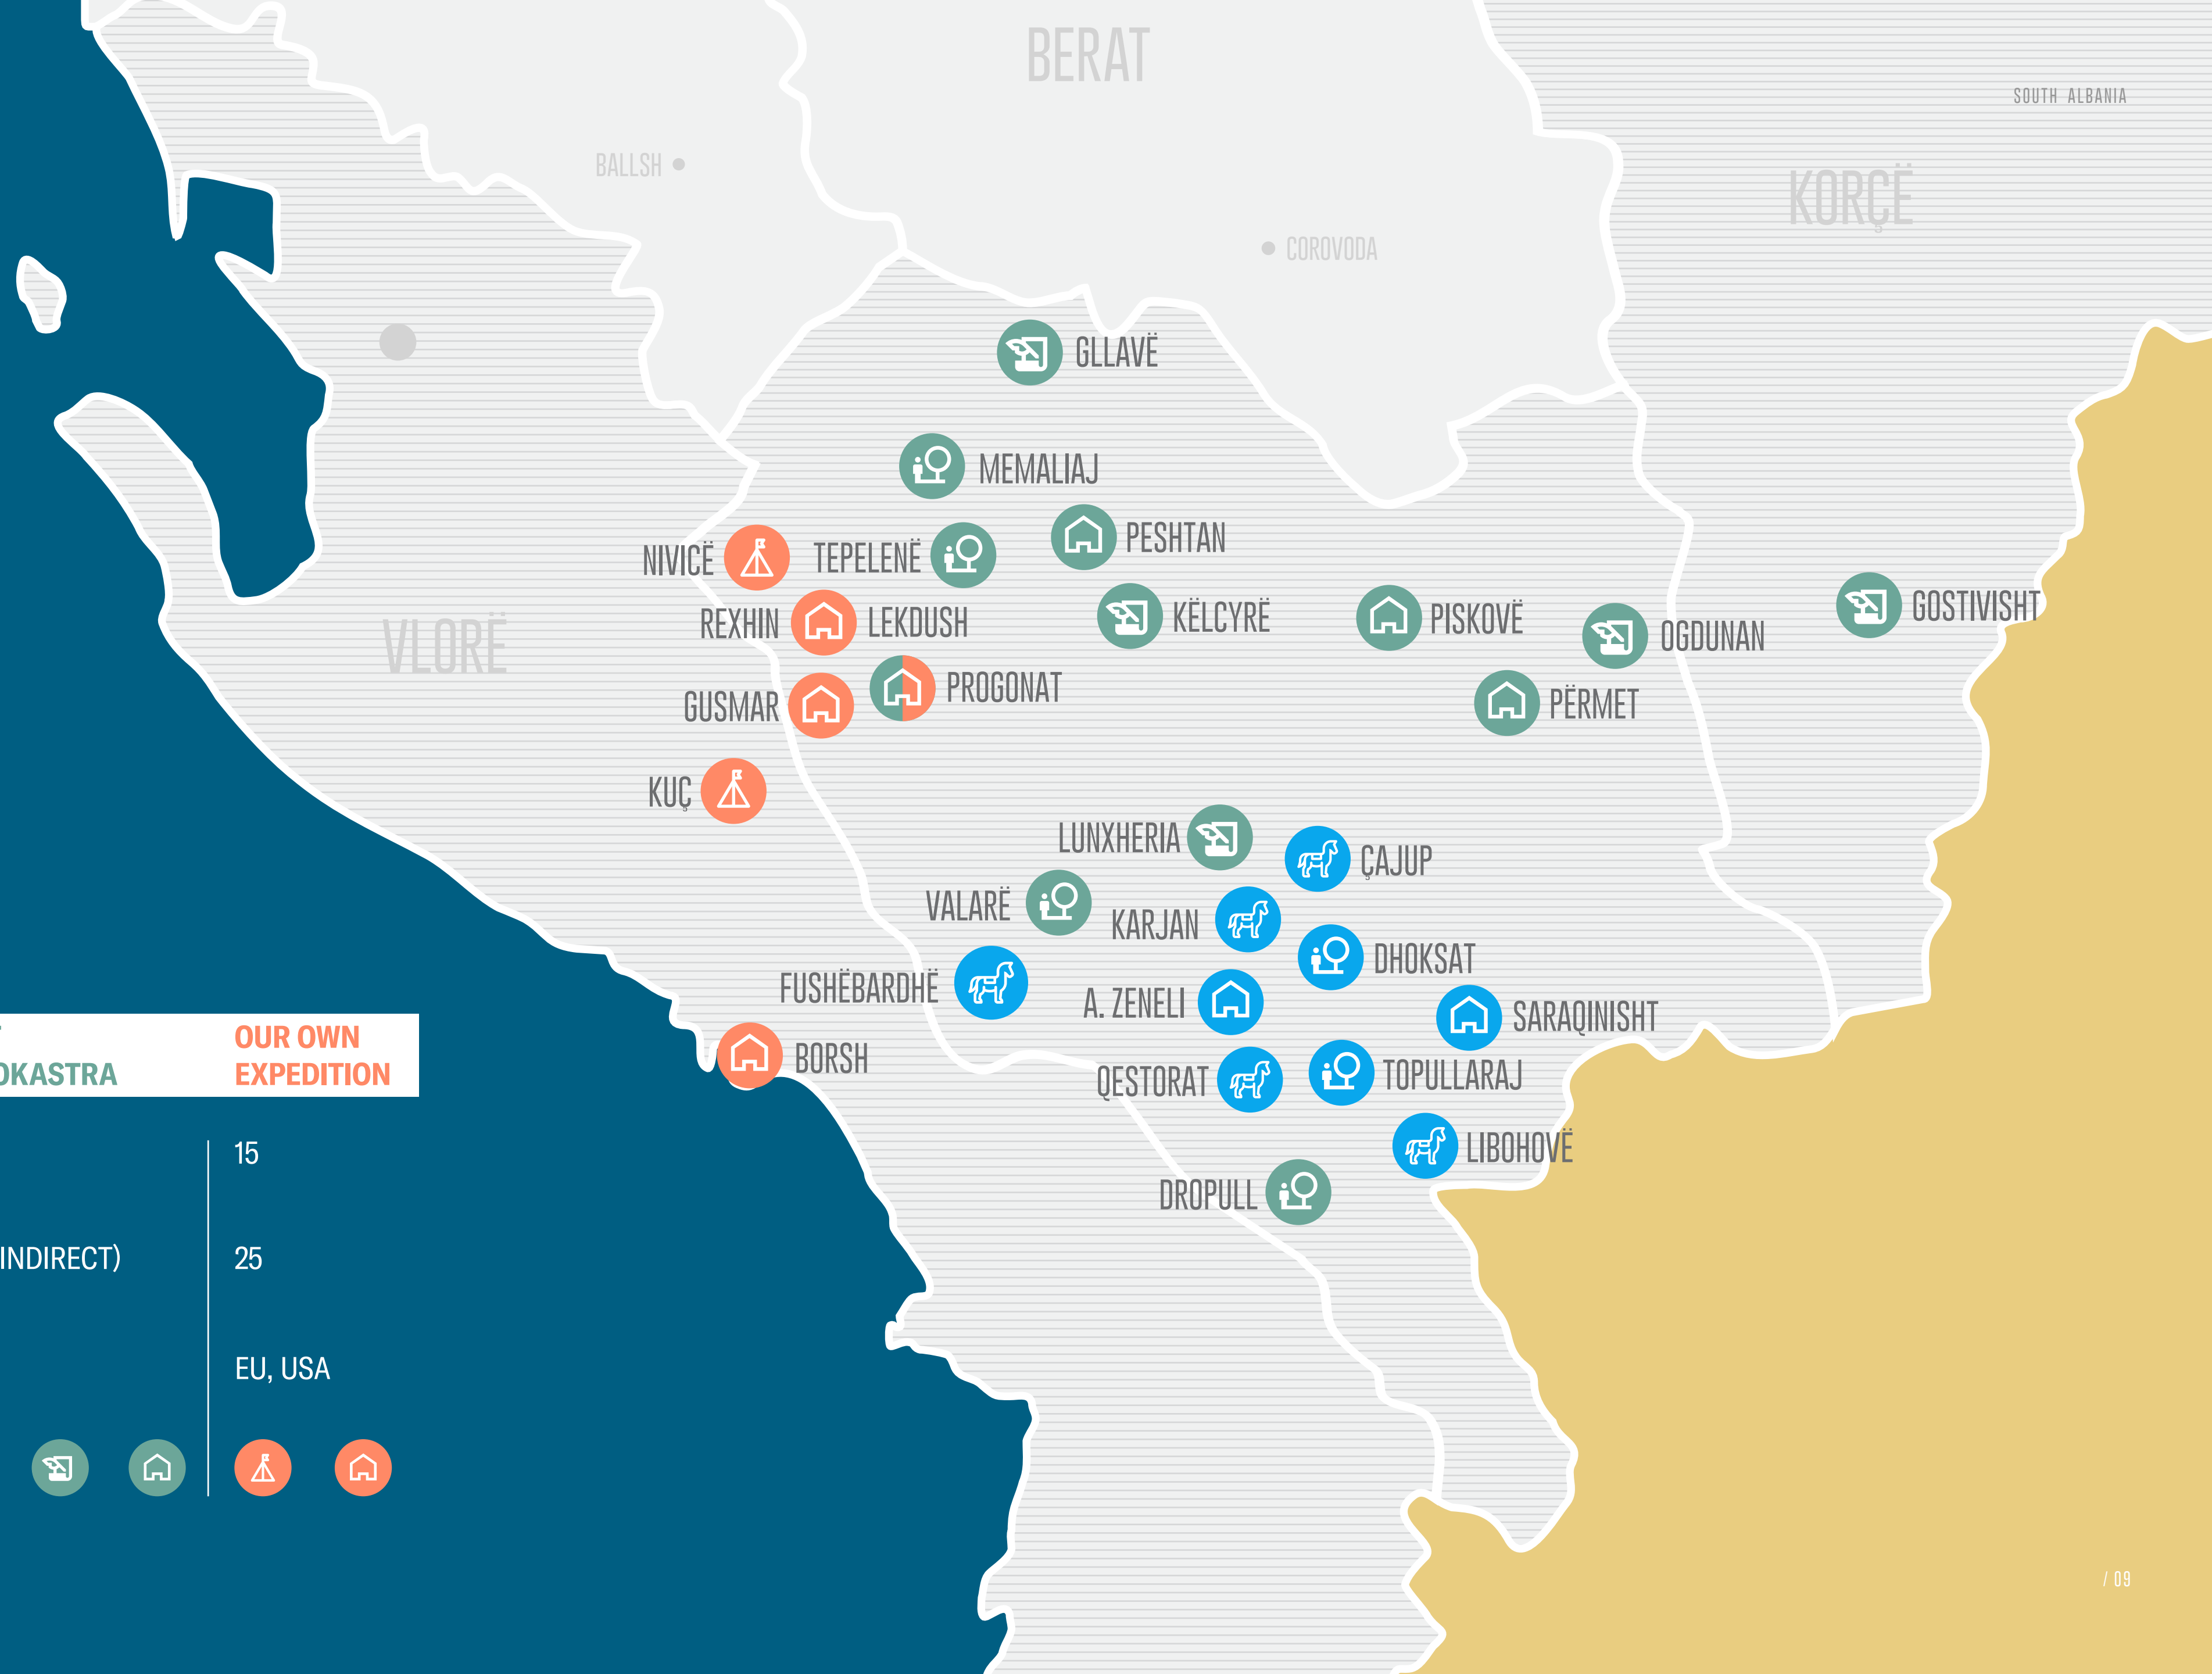 BERAT
SOUTH ALBANIA
BALLSH
KORÇË
COROVODA
GLLAVË
MEMALIAJ
PESHTAN
NIVICË
TEPELENË
GOSTIVISHT
REXHIN
LEKDUSH
KËLCYRË
PISKOVË
OGDUNAN
VLORË
GUSMAR
PROGONAT
PËRMET
KUÇ
LUNXHERIA
ÇAJUP
VALARË
KARJAN
DHOKSAT
FUSHËBARDHË
A. ZENELI
SARAQINISHT
BORSH
QESTORAT
TOPULLARAJ
LIBOHOVË
DROPULL
OKASTRA
OUR OWN
EXPEDITION
15
INDIRECT)
25
EU, USA
/ 09